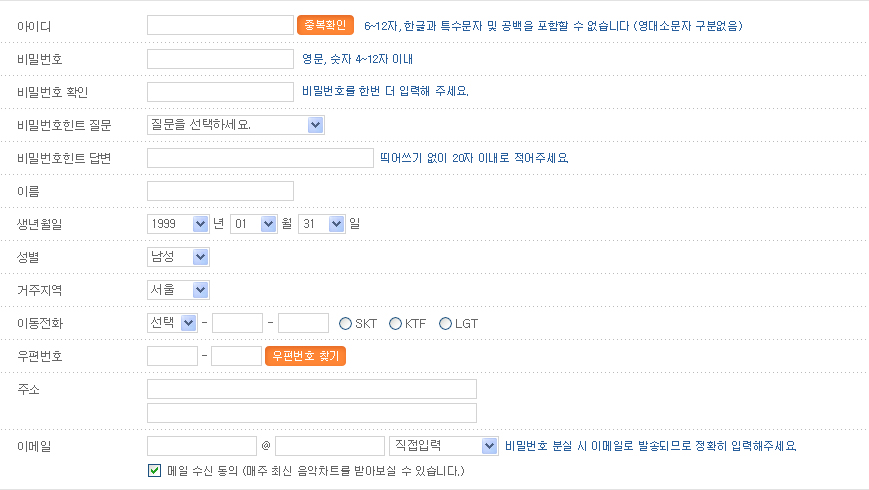 아이디 중복확인 6~12자, 한글과 특수문자 및 공백을 포함할 수 없습니다 (영대소문자 구분없음)
비밀번호 영문, 숫자 4~12자 이내
비밀번호 확인 비밀번호를 한번 더 입력해 주세요.
비밀번호힌트 질문 질문을 선택하세요.
비밀번호힌트 답변 띄어쓰기 없이 20자 이내로 적어주세요.
이름
생년월일 1999 년 01 월 31 일
성별 남성
거주지역 서울
이동전화 선택 - - SKT KTF LGT
우편번호 - 우편번호 찾기
주소
이메일 @ 직접입력 비밀번호 분실 시 이메일로 발송되므로 정확히 입력해주세요.
메일 수신 동의 (매주 최신 음악차트를 받아보실 수 있습니다.)